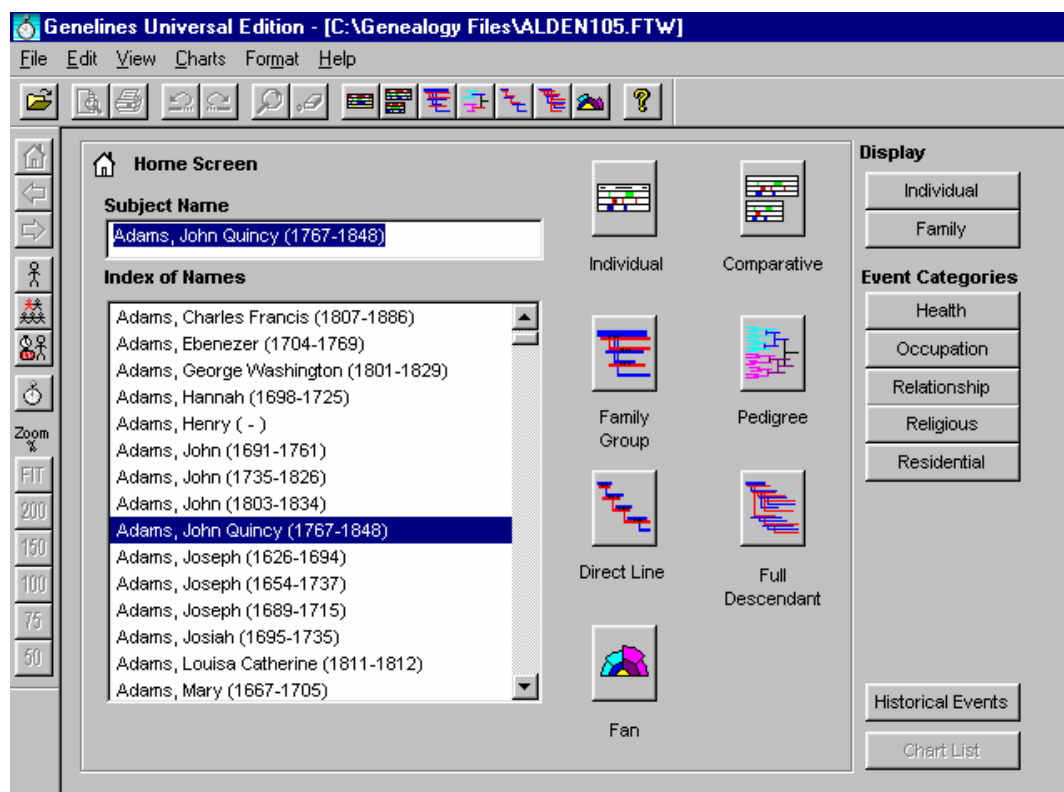 Genelines Universal Edition - [C:\Genealogy Files\ALDEN105.FTW]
File Edit View Charts Format Help
Home Screen
Subject Name
Adams, John Quincy (1767-1848)
Index of Names
Adams, Charles Francis (1807-1886)
Adams, Ebenezer (1704-1769)
Adams, George Washington (1801-1829)
Adams, Hannah (1698-1725)
Adams, Henry ( - )
Adams, John (1691-1761)
Adams, John (1735-1826)
Adams, John (1803-1834)
Adams, John Quincy (1767-1848)
Adams, Joseph (1626-1694)
Adams, Joseph (1654-1737)
Adams, Joseph (1689-1715)
Adams, Josiah (1695-1735)
Adams, Louisa Catherine (1811-1812)
Adams, Mary (1667-1705)
Individual
Comparative
Family
Group
Pedigree
Direct Line
Full
Descendant
Fan
Display
Individual
Family
Event Categories
Health
Occupation
Relationship
Religious
Residential
Historical Events
Chart List
Zoom
%
FIT
200
150
100
75
50
?